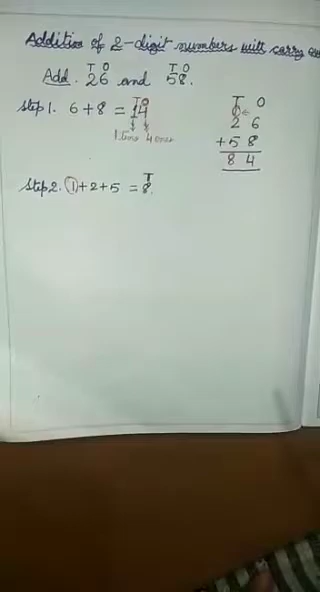 Addition of 2-digit numbers with carry
T O T O
Add. 26 and 58.
Step 1. 6 + 8 = 14
T O
1 tens 4 ones
T O
1
2 6
+ 5 8
8 4
Step 2. 1 + 2 + 5 = 8.
T